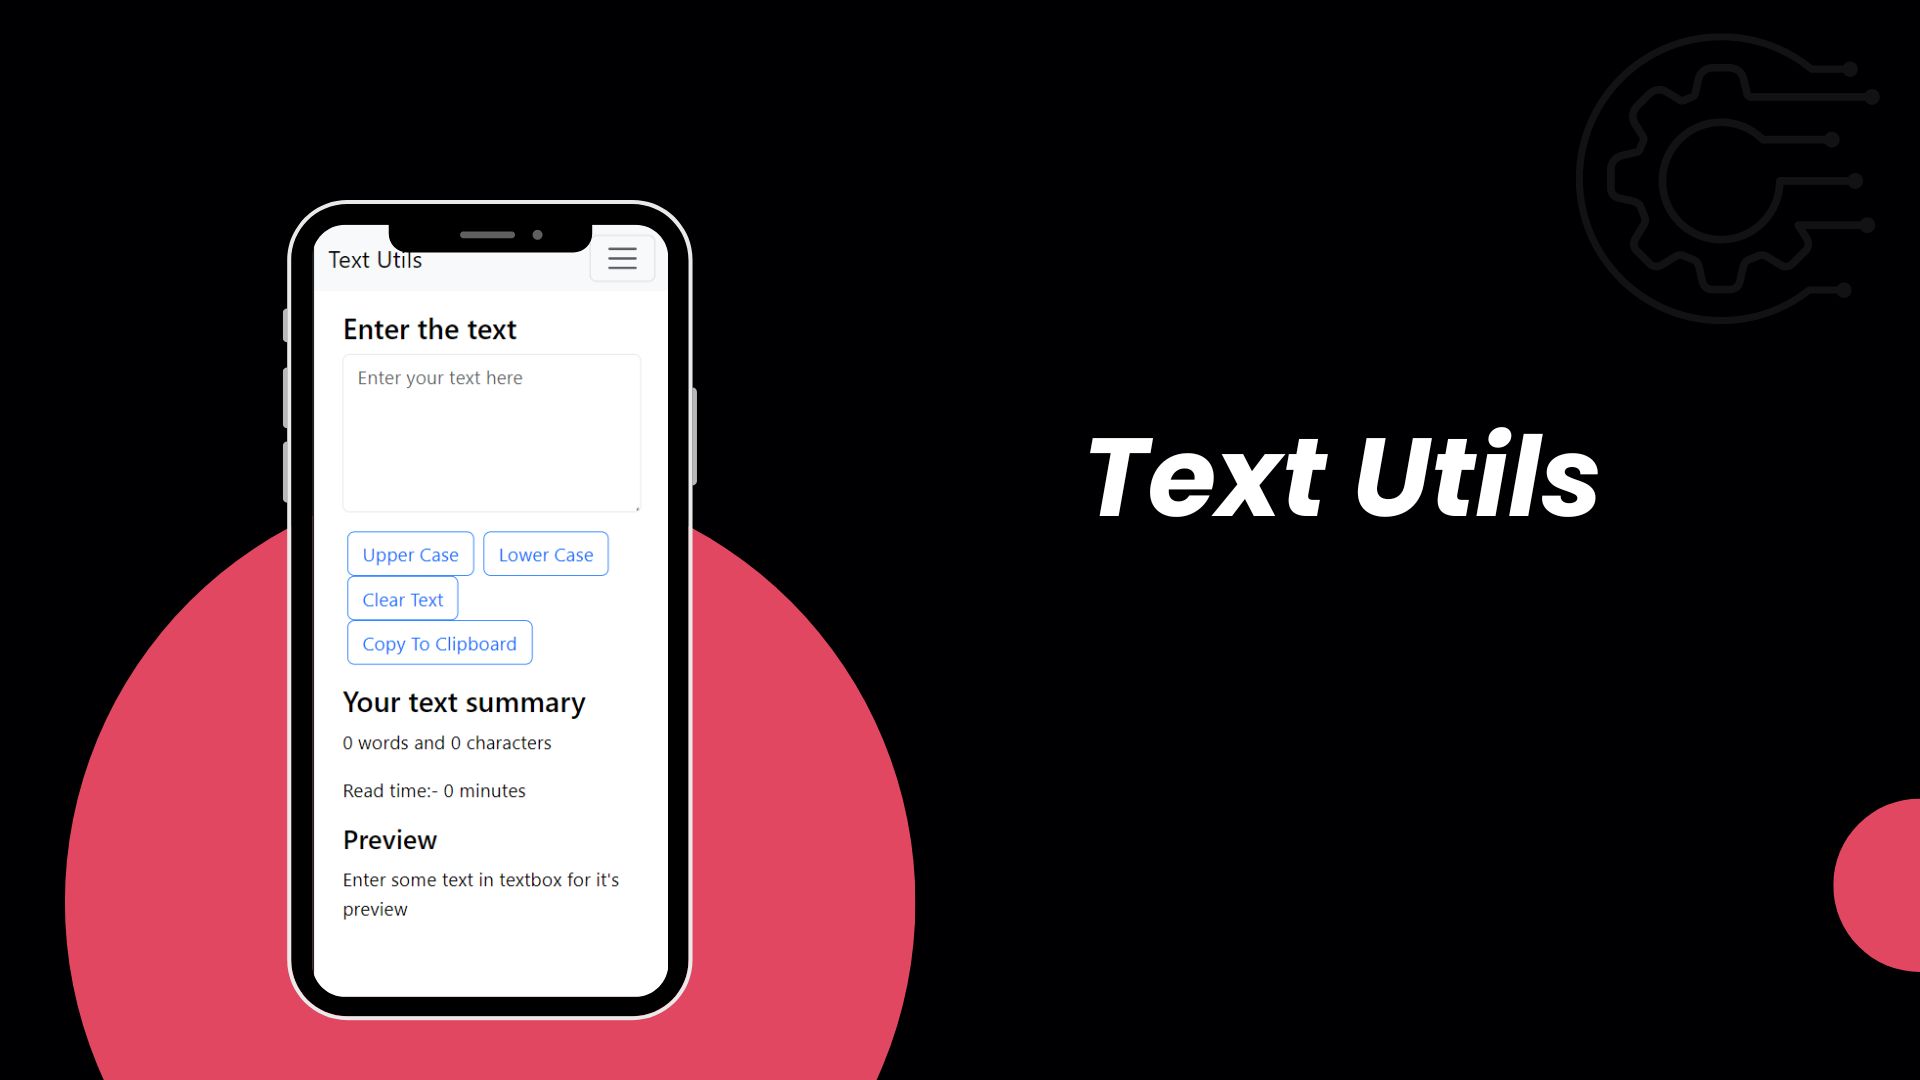 Text Utils
Enter the text
Enter your text here
Upper Case Lower Case
Clear Text
Copy To Clipboard
Your text summary
0 words and 0 characters
Read time:- 0 minutes
Preview
Enter some text in textbox for it's
preview
Text Utils